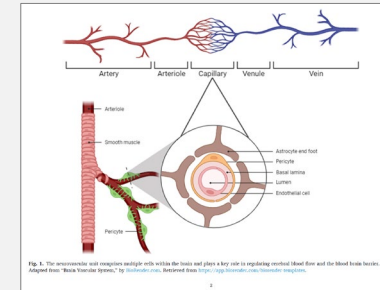 Artery Arteriole Capillary Venule Vein
Arteriole
Smooth muscle
Pericyte
Astrocyte end foot
Pericyte
Basal lamina
Lumen
Endothelial cell
Fig. 1. The neurovascular unit comprises multiple cells within the brain and plays a key role in regulating cerebral blood flow and the blood brain barrier.
Adapted from "Brain Vascular System," by BioRender.com. Retrieved from https://app.biorender.com/biorender-templates.
2